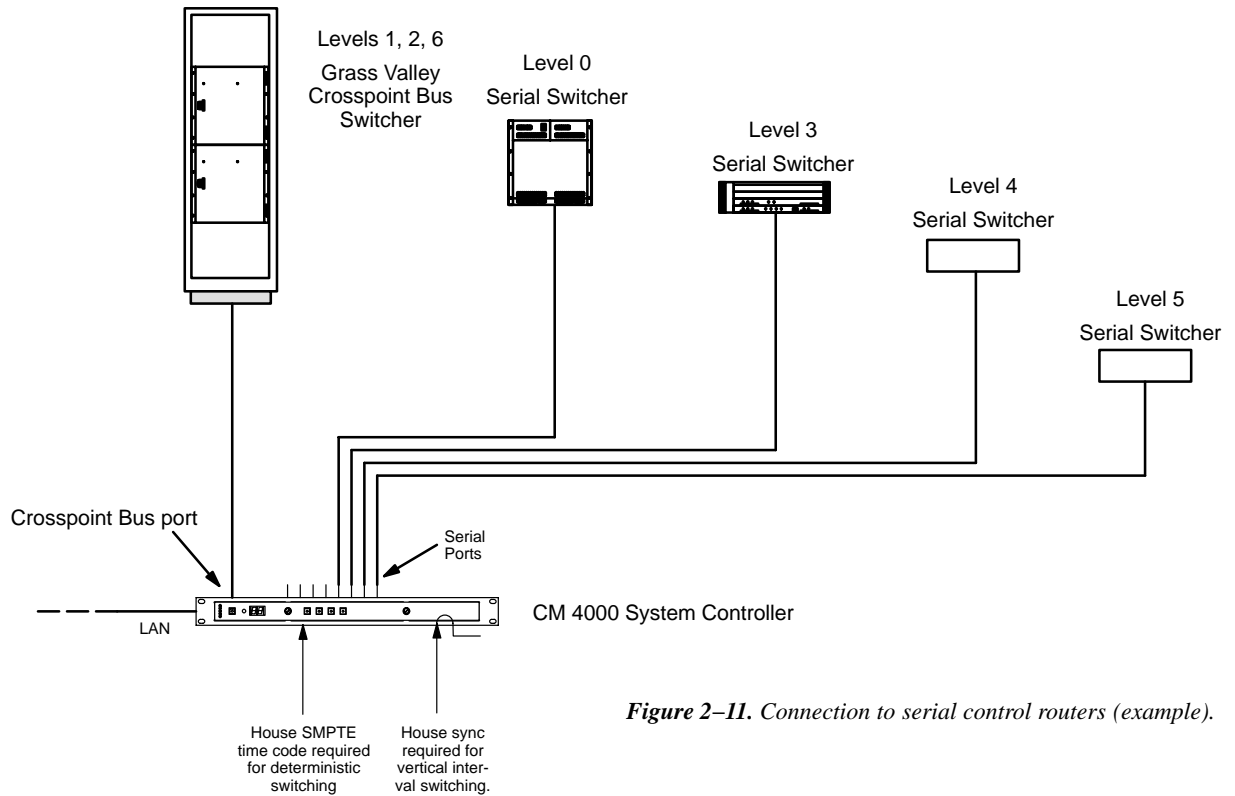 Levels 1, 2, 6
Grass Valley
Crosspoint Bus
Switcher
Level 0
Serial Switcher
Level 3
Serial Switcher
Level 4
Serial Switcher
Level 5
Serial Switcher
Crosspoint Bus port
Serial
Ports
LAN
CM 4000 System Controller
House SMPTE
time code required
for deterministic
switching
House sync
required for
vertical inter-
val switching.
Figure 2–11. Connection to serial control routers (example).